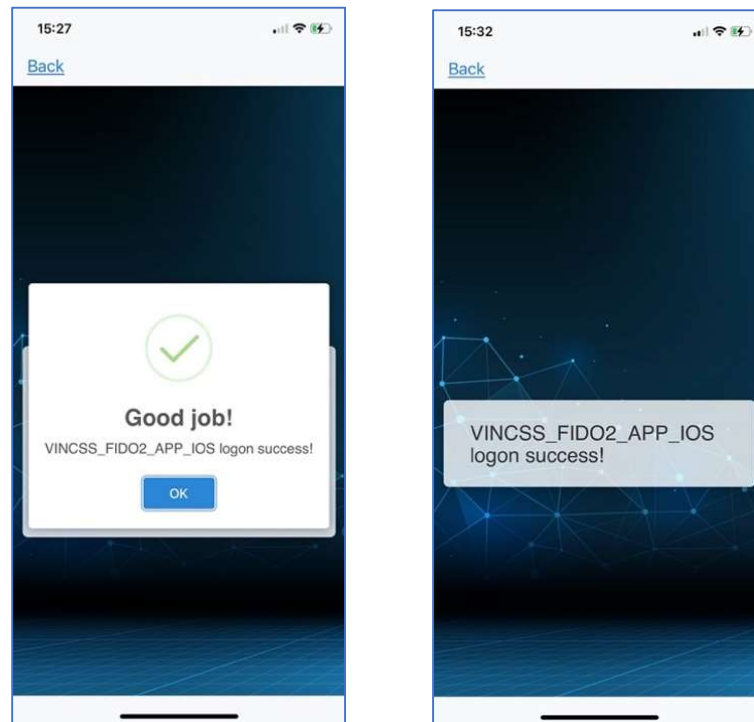 15:27
Back
Good job!
VINCSS_FIDO2_APP_IOS logon success!
OK
15:32
Back
VINCSS_FIDO2_APP_IOS
logon success!